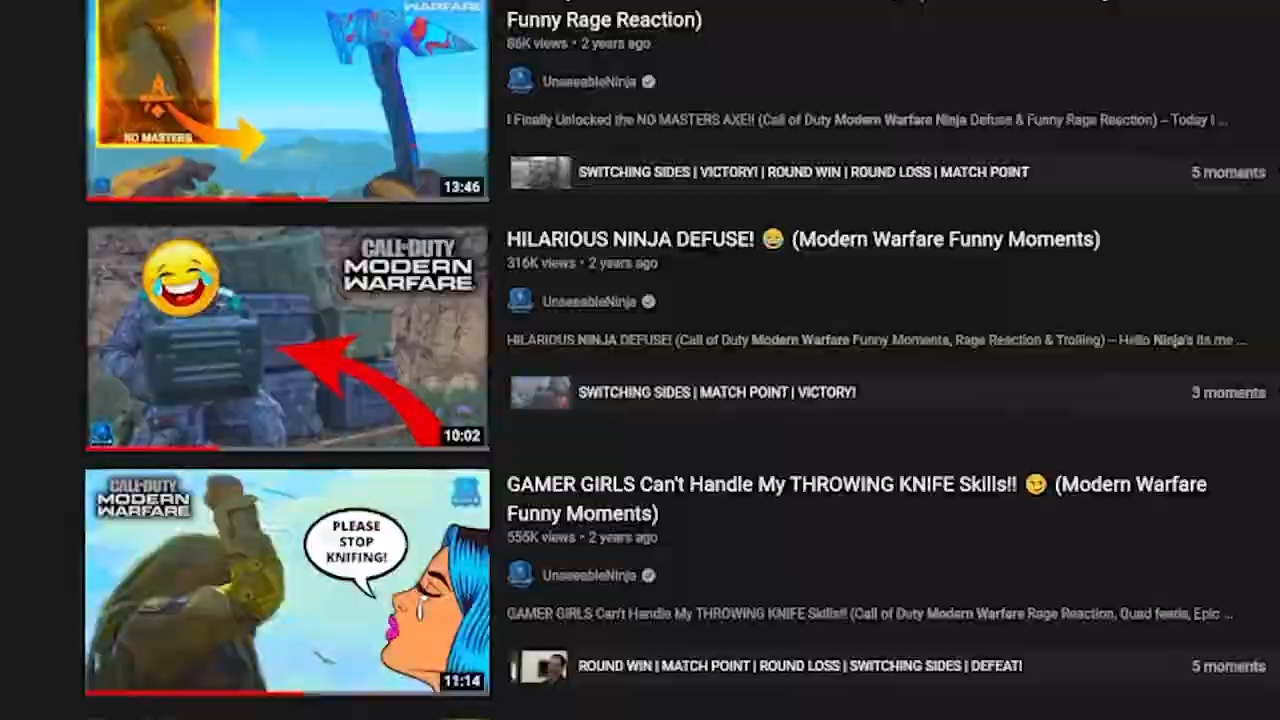 WARFARE
Funny Rage Reaction)
86K views • 2 years ago
UnseeableNinja
I Finally Unlocked the NO MASTERS AXE!! (Call of Duty Modern Warfare Ninja Defuse & Funny Rage Reaction) – Today I ...
NO MASTERS
13:46
SWITCHING SIDES | VICTORY! | ROUND WIN | ROUND LOSS | MATCH POINT
5 moments
CALL OF DUTY
MODERN
WARFARE
10:02
HILARIOUS NINJA DEFUSE! 😂 (Modern Warfare Funny Moments)
316K views • 2 years ago
UnseeableNinja
HILARIOUS NINJA DEFUSE! (Call of Duty Modern Warfare Funny Moments, Rage Reaction & Trolling) – Hello Ninja's its me ...
SWITCHING SIDES | MATCH POINT | VICTORY!
3 moments
CALL OF DUTY
MODERN
WARFARE
PLEASE
STOP
KNIFING!
11:14
GAMER GIRLS Can't Handle My THROWING KNIFE Skills!! 😏 (Modern Warfare
Funny Moments)
555K views • 2 years ago
UnseeableNinja
GAMER GIRLS Can't Handle My THROWING KNIFE Skills!! (Call of Duty Modern Warfare Rage Reaction, Quad feeds, Epic ...
ROUND WIN | MATCH POINT | ROUND LOSS | SWITCHING SIDES | DEFEAT!
5 moments